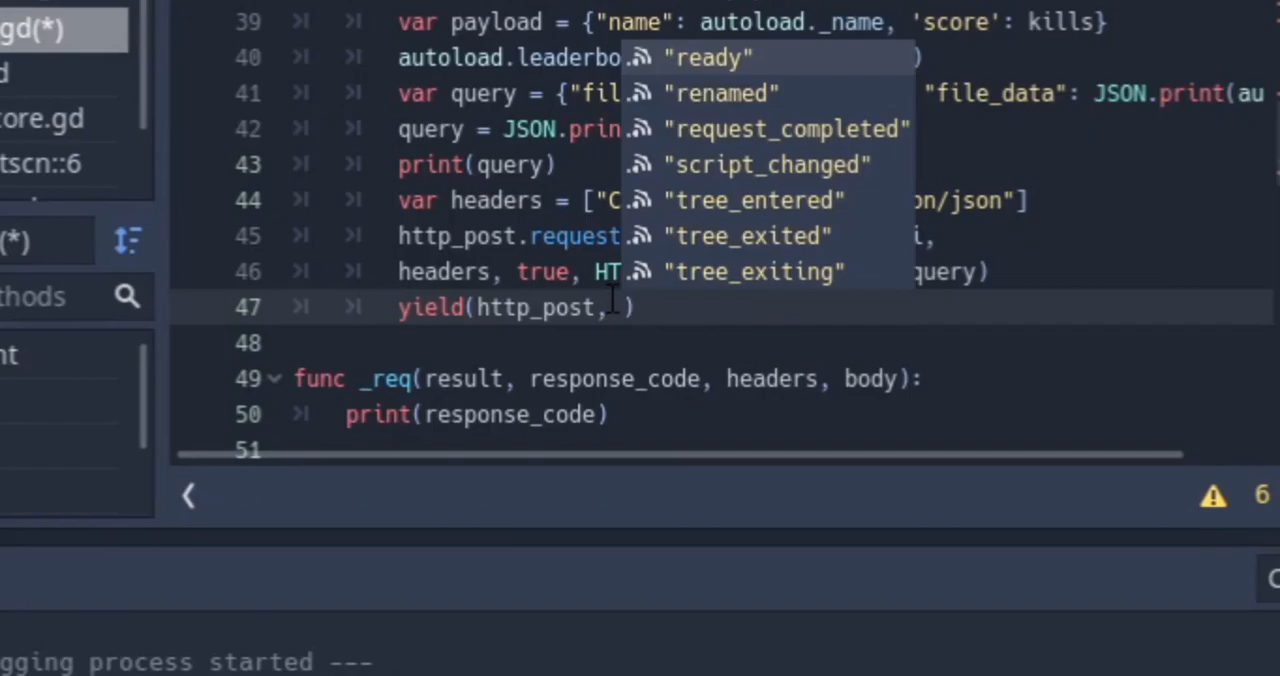 gd(*)
d
core.gd
tscn::6
(*)
thods
nt
39 var payload = {"name": autoload._name, 'score': kills}
40 autoload.leaderbo )
41 var query = {"fil "file_data": JSON.print(au
42 query = JSON.prin
43 print(query)
44 var headers = ["C on/json"]
45 http_post.request i,
46 headers, true, HT query)
47 yield(http_post, )
48
49 func _req(result, response_code, headers, body):
50 print(response_code)
51
"ready"
"renamed"
"request_completed"
"script_changed"
"tree_entered"
"tree_exited"
"tree_exiting"
6
gging process started ---